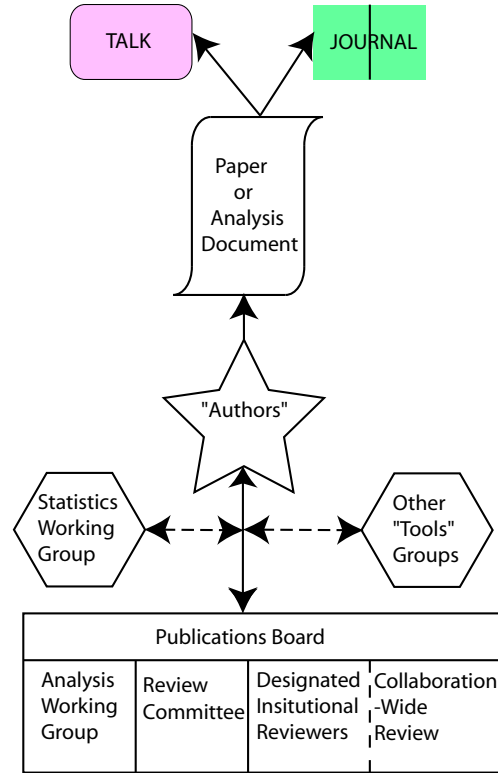 TALK
JOURNAL
Paper
or
Analysis
Document
"Authors"
Statistics
Working
Group
Other
"Tools"
Groups
Publications Board
Analysis
Working
Group
Review
Committee
Designated
Insitutional
Reviewers
Collaboration
-Wide
Review